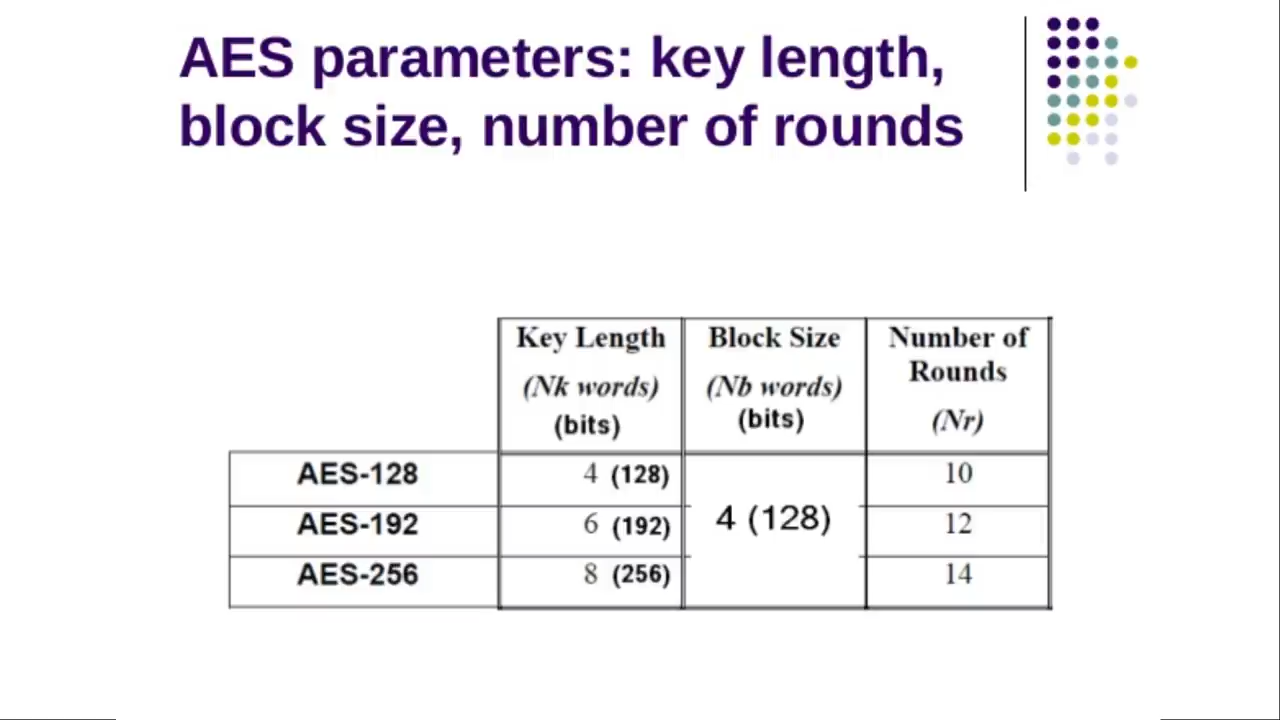 AES parameters: key length,
block size, number of rounds
Key Length Block Size Number of
Rounds
(Nk words) (Nb words)
(bits) (bits) (Nr)
AES-128 4 (128) 10
4 (128)
AES-192 6 (192) 12
AES-256 8 (256) 14